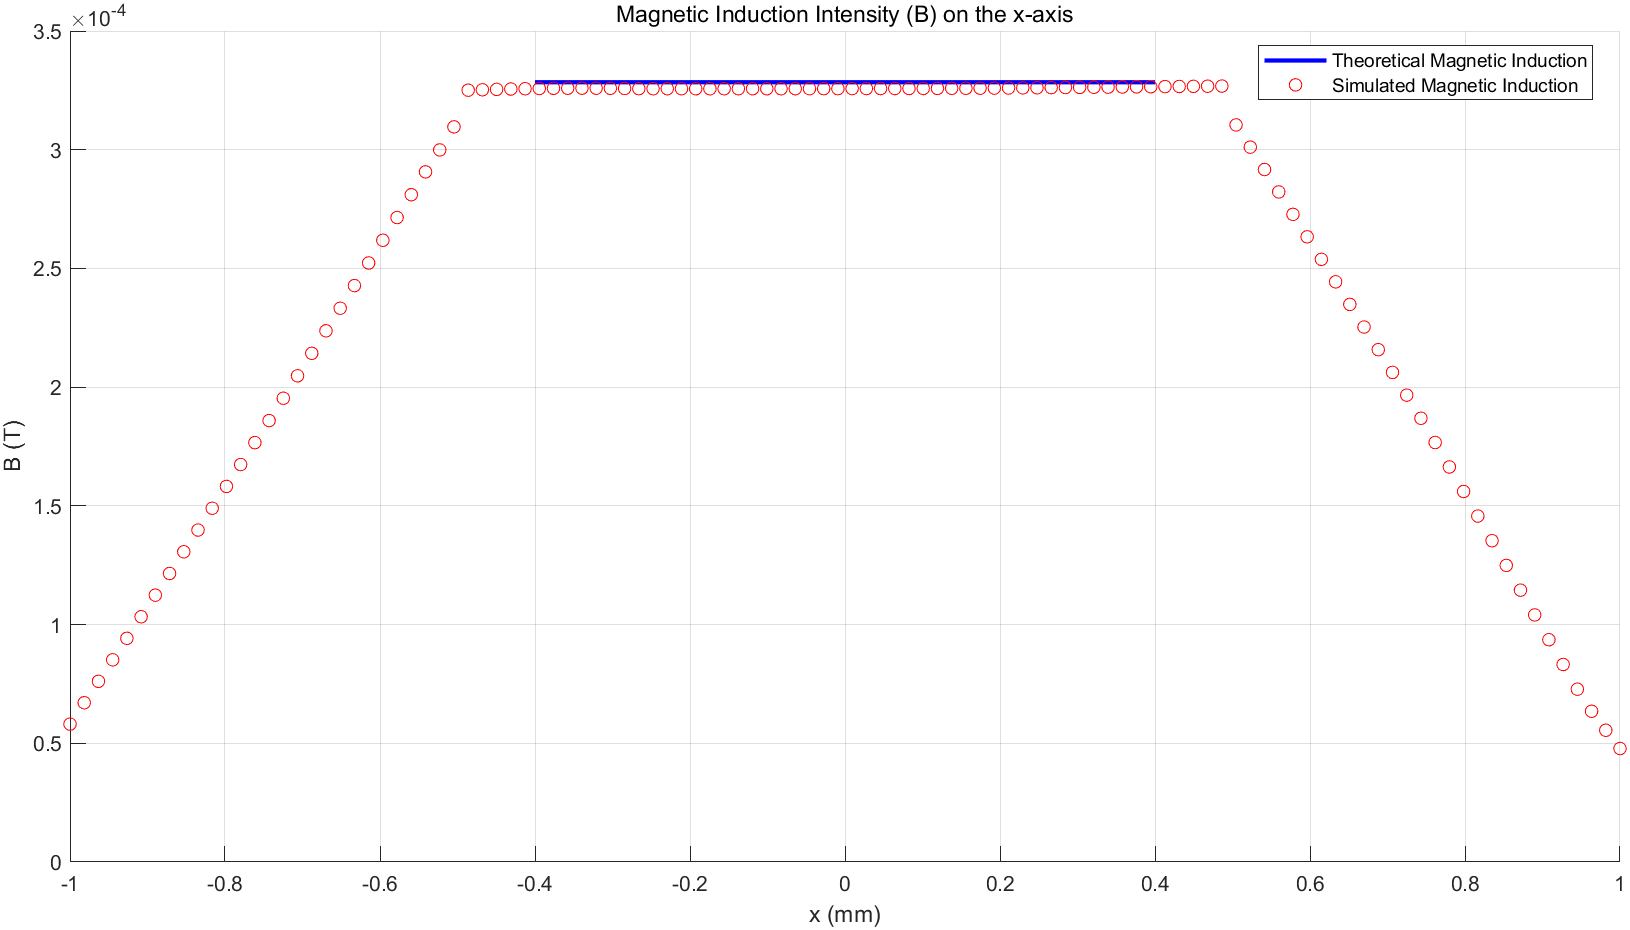 Magnetic Induction Intensity (B) on the x-axis
×10-4
3.5
3
2.5
2
1.5
1
0.5
0
B (T)
Theoretical Magnetic Induction
Simulated Magnetic Induction
-1 -0.8 -0.6 -0.4 -0.2 0 0.2 0.4 0.6 0.8 1
x (mm)